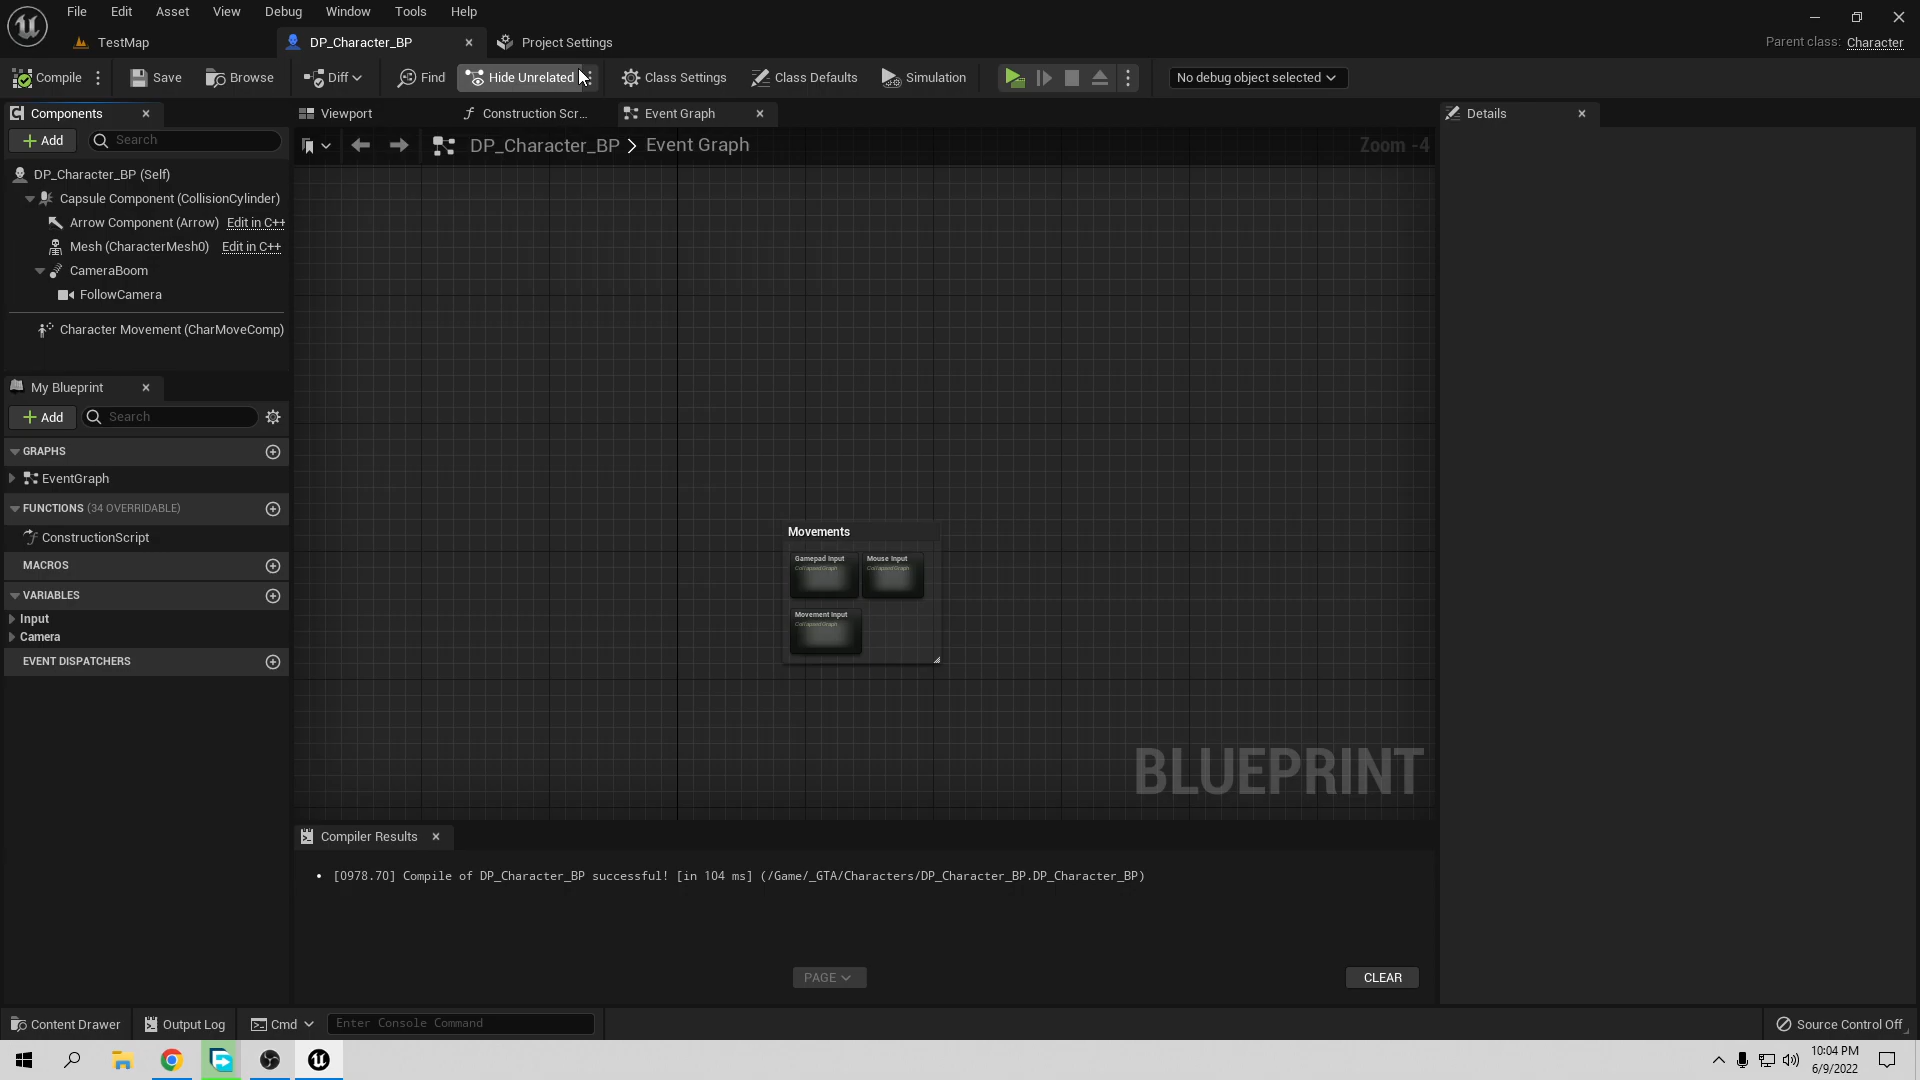 File Edit Asset View Debug Window Tools Help
TestMap DP_Character_BP Project Settings Parent class: Character
Compile Save Browse Diff Find Hide Unrelated Class Settings Class Defaults Simulation No debug object selected
Components Viewport Construction Scr... Event Graph Details
Add Search DP_Character_BP > Event Graph Zoom -4
DP_Character_BP (Self)
Capsule Component (CollisionCylinder)
Arrow Component (Arrow) Edit in C++
Mesh (CharacterMesh0) Edit in C++
CameraBoom
FollowCamera
Character Movement (CharMoveComp)
My Blueprint
Add Search
GRAPHS
EventGraph
FUNCTIONS (34 OVERRIDABLE)
ConstructionScript
MACROS
VARIABLES
Input
Camera
EVENT DISPATCHERS
Movements
Gamepad Input Mouse Input
Collapsed Graph Collapsed Graph
Movement Input
Collapsed Graph
BLUEPRINT
Compiler Results
• [0978.70] Compile of DP_Character_BP successful! [in 104 ms] (/Game/_GTA/Characters/DP_Character_BP.DP_Character_BP)
PAGE CLEAR
Content Drawer Output Log Cmd Enter Console Command Source Control Off
10:04 PM
6/9/2022